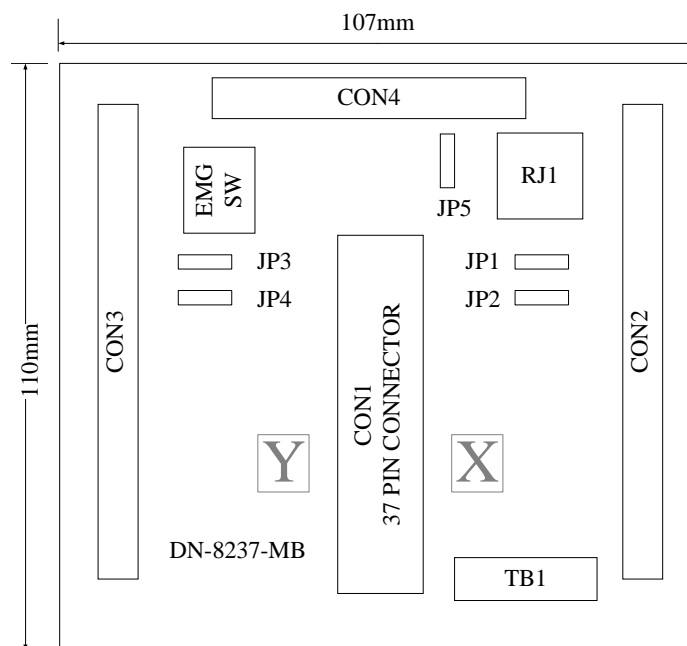 107mm
CON4
EMG
SW
RJ1
JP5
JP3
JP1
JP4
JP2
110mm
CON3
CON1
37 PIN CONNECTOR
CON2
Y
X
DN-8237-MB
TB1